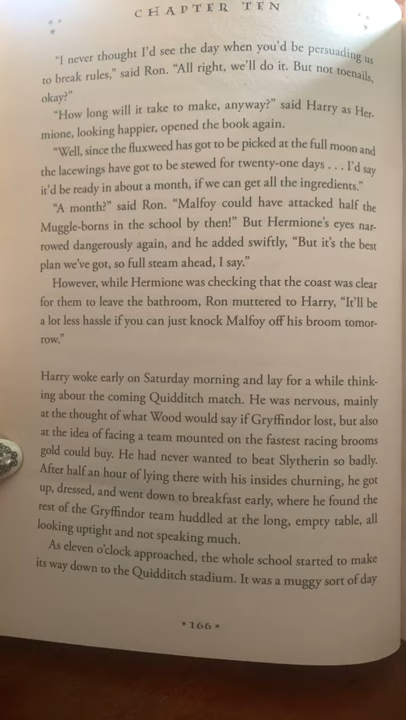 CHAPTER TEN
"I never thought I'd see the day when you'd be persuading us
to break rules," said Ron. "All right, we'll do it. But not toenails,
okay?"
"How long will it take to make, anyway?" said Harry as Her-
mione, looking happier, opened the book again.
"Well, since the fluxweed has got to be picked at the full moon and
the lacewings have got to be stewed for twenty-one days . . . I'd say
it'd be ready in about a month, if we can get all the ingredients."
"A month?" said Ron. "Malfoy could have attacked half the
Muggle-borns in the school by then!" But Hermione's eyes nar-
rowed dangerously again, and he added swiftly, "But it's the best
plan we've got, so full steam ahead, I say."
However, while Hermione was checking that the coast was clear
for them to leave the bathroom, Ron muttered to Harry, "It'll be
a lot less hassle if you can just knock Malfoy off his broom tomor-
row."
Harry woke early on Saturday morning and lay for a while think-
ing about the coming Quidditch match. He was nervous, mainly
at the thought of what Wood would say if Gryffindor lost, but also
at the idea of facing a team mounted on the fastest racing brooms
gold could buy. He had never wanted to beat Slytherin so badly.
After half an hour of lying there with his insides churning, he got
up, dressed, and went down to breakfast early, where he found the
rest of the Gryffindor team huddled at the long, empty table, all
looking uptight and not speaking much.
As eleven o'clock approached, the whole school started to make
its way down to the Quidditch stadium. It was a muggy sort of day
* 166 *